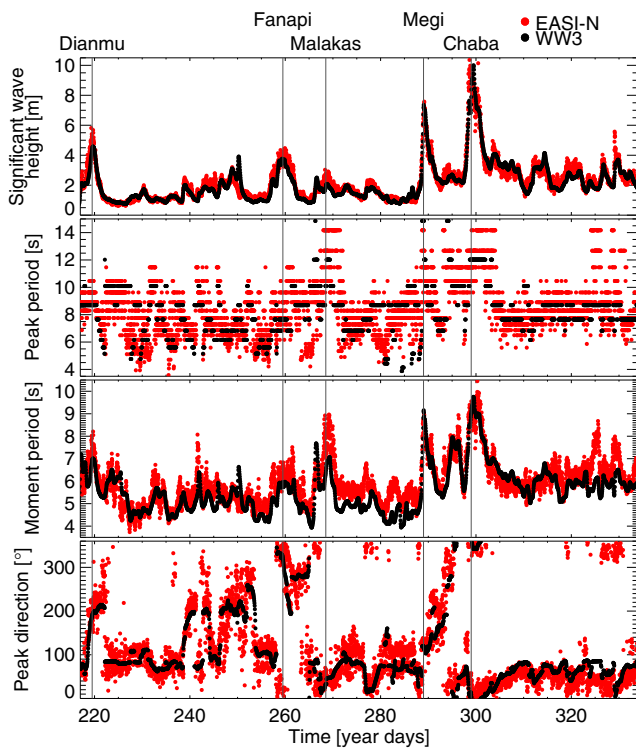 Fanapi Megi EASI-N
Dianmu Malakas Chaba WW3
Significant wave
height [m]
10
8
6
4
2
0
Peak period [s]
14
12
10
8
6
4
Moment period [s]
10
9
8
7
6
5
4
Peak direction [°]
300
200
100
0
220 240 260 280 300 320
Time [year days]